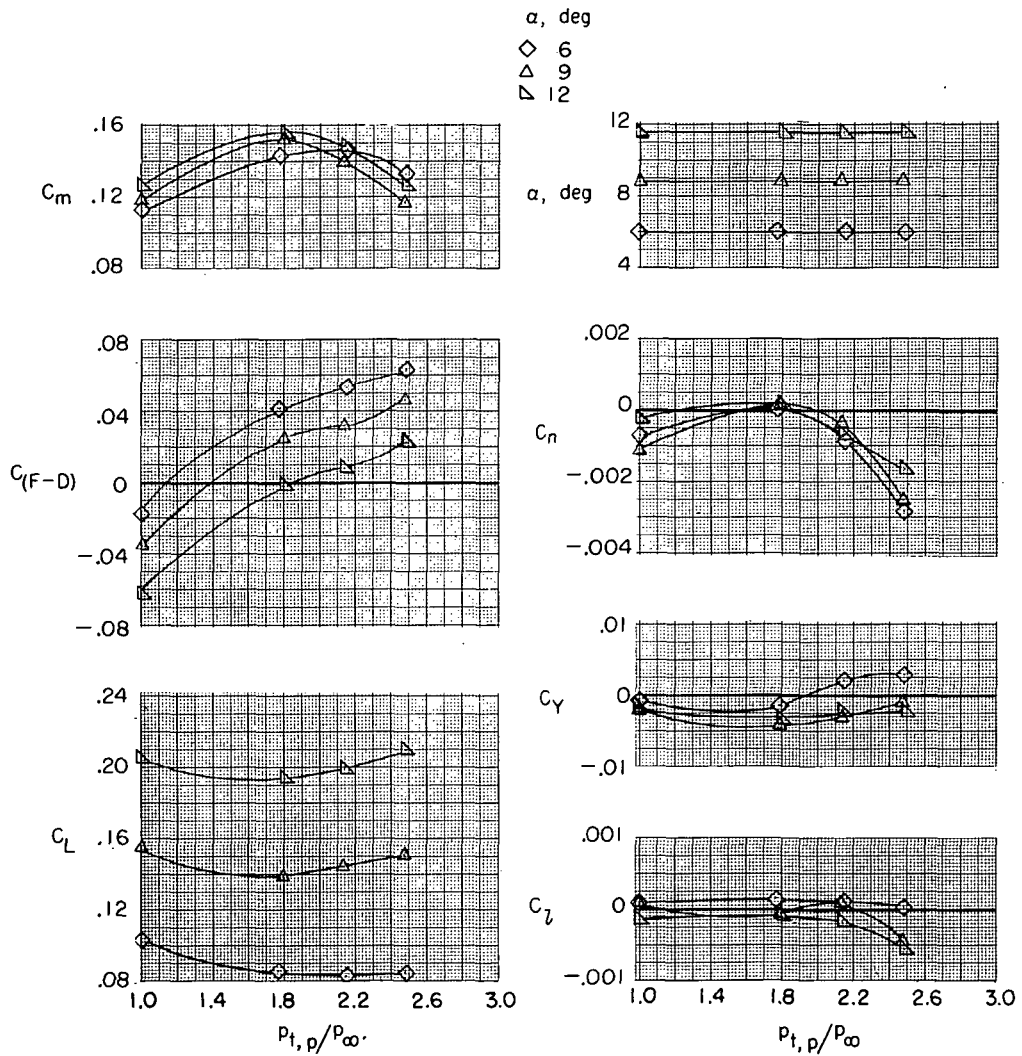 α, deg
◇ 6
△ 9
◺ 12
.16
.12
.08
C_m
.08
.04
0
-.04
-.08
C_(F-D)
.24
.20
.16
.12
.08
C_L
1.0 1.4 1.8 2.2 2.6 3.0
p_t,p/p_∞.
12
8
4
α, deg
.002
0
-.002
-.004
C_n
.01
0
-.01
C_Y
.001
0
-.001
C_l
1.0 1.4 1.8 2.2 2.6 3.0
p_t,p/p_∞